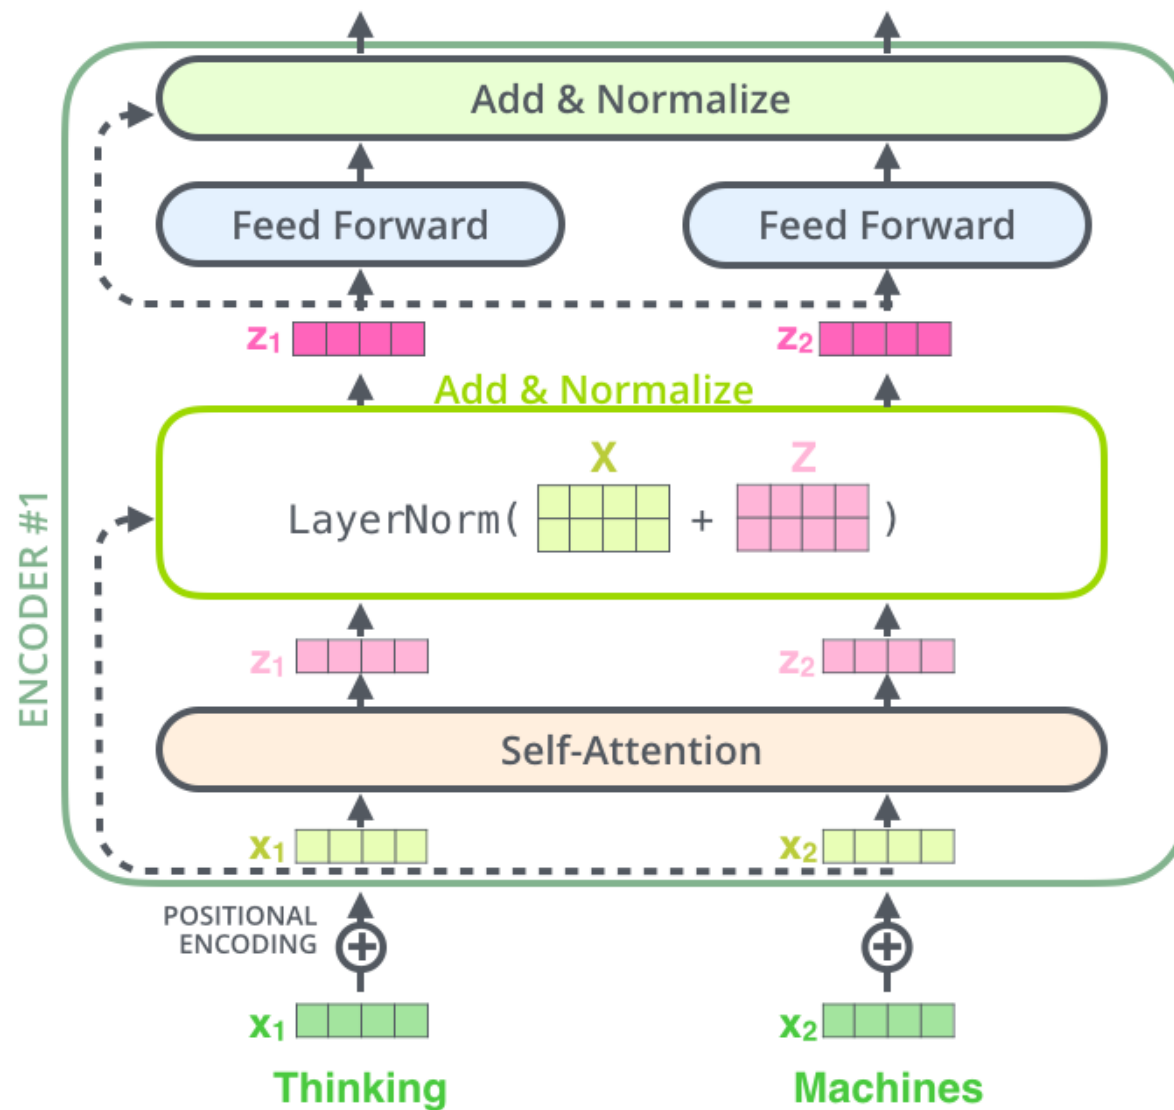 Add & Normalize
Feed Forward Feed Forward
z1 z2
Add & Normalize
X Z
LayerNorm( + )
ENCODER #1
z1 z2
Self-Attention
x1 x2
POSITIONAL
ENCODING
x1 x2
Thinking Machines